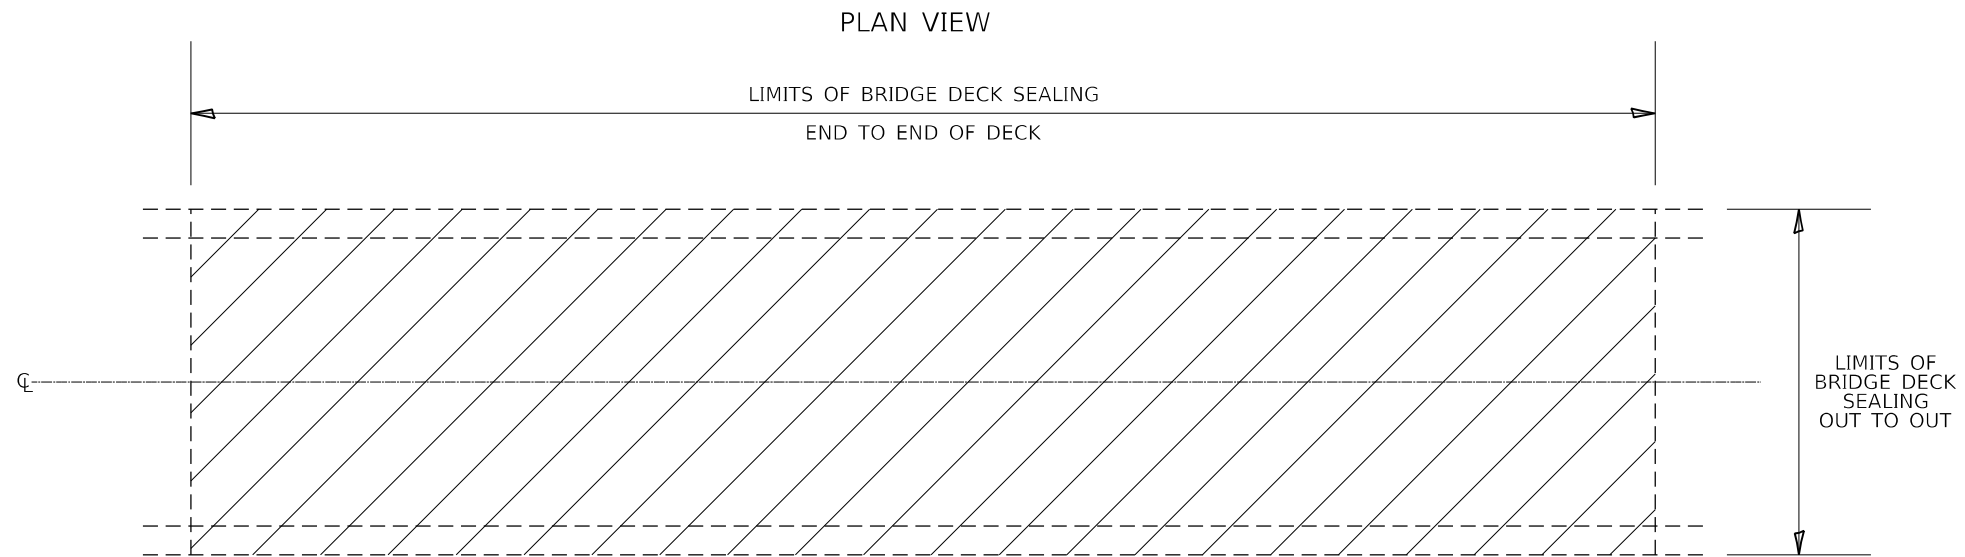 PLAN VIEW
LIMITS OF BRIDGE DECK SEALING
END TO END OF DECK
℄
LIMITS OF
BRIDGE DECK
SEALING
OUT TO OUT